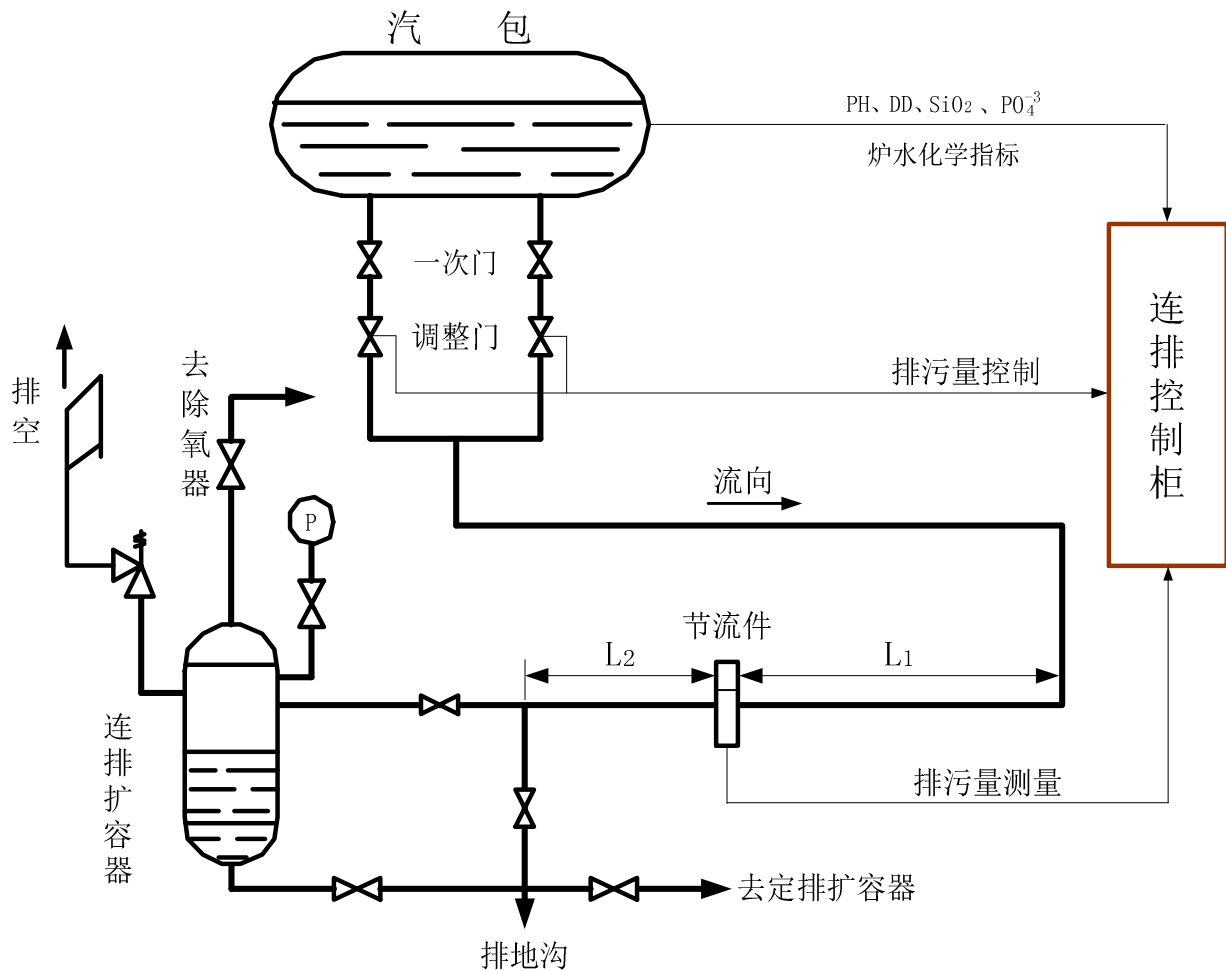 汽 包
PH、DD、SiO₂、PO₄⁻³
炉水化学指标
一次门
调整门
连排控制柜
排污量控制
去除氧器
排空
流向
P
节流件
L2
L1
连排扩容器
排污量测量
去定排扩容器
排地沟